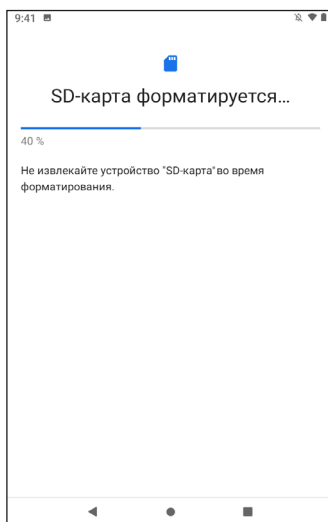 9:41
SD-карта форматируется...
40 %
Не извлекайте устройство "SD-карта" во время
форматирования.